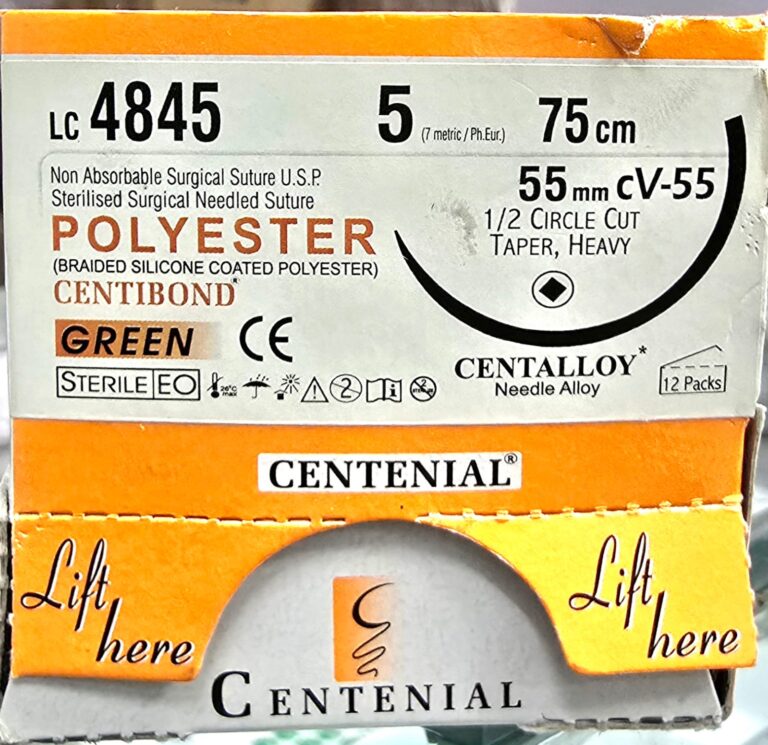 LC 4845 5 (7 metric / Ph.Eur.) 75 cm
Non Absorbable Surgical Suture U.S.P.
Sterilised Surgical Needled Suture
POLYESTER
(BRAIDED SILICONE COATED POLYESTER)
CENTIBOND*
GREEN CE
STERILE EO 26°C max 2
55 mm cV-55
1/2 CIRCLE CUT
TAPER, HEAVY
CENTALLOY*
Needle Alloy
12 Packs
CENTENIAL®
Lift
here
Lift
here
CENTENIAL